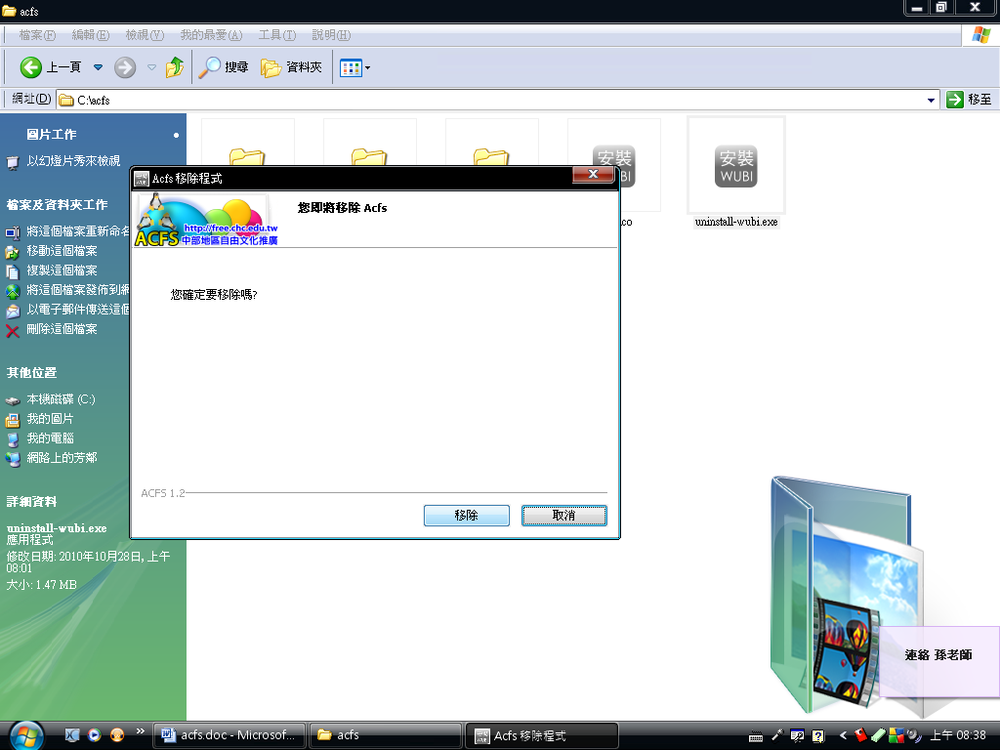 acfs
檔案(F) 編輯(E) 檢視(V) 我的最愛(A) 工具(T) 說明(H)
上一頁 搜尋 資料夾
網址(D) C:\acfs 移至
圖片工作
以幻燈片秀來檢視
檔案及資料夾工作
將這個檔案重新命名
移動這個檔案
複製這個檔案
將這個檔案發佈到網
以電子郵件傳送這個
刪除這個檔案
其他位置
本機磁碟 (C:)
我的圖片
我的電腦
網路上的芳鄰
詳細資料
uninstall-wubi.exe
應用程式
修改日期: 2010年10月28日, 上午
08:01
大小: 1.47 MB
安裝
BI
co
安裝
WUBI
uninstall-wubi.exe
Acfs 移除程式
ACFS
http://free.chc.edu.tw
中部地區自由文化推廣
您即將移除 Acfs
您確定要移除嗎?
ACFS 1.2
移除 取消
連絡 孫老師
acfs.doc - Microsof... acfs Acfs 移除程式 上午 08:38